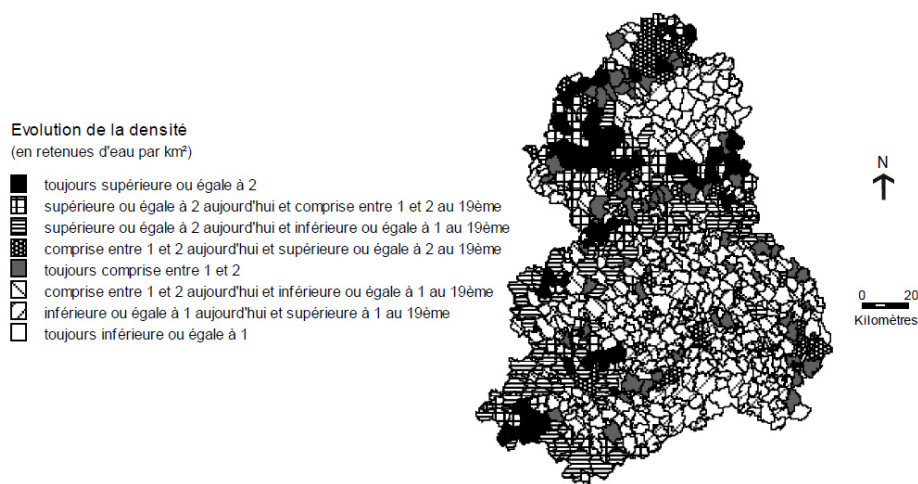 Evolution de la densité
(en retenues d'eau par km²)
toujours supérieure ou égale à 2
supérieure ou égale à 2 aujourd'hui et comprise entre 1 et 2 au 19ème
supérieure ou égale à 2 aujourd'hui et inférieure ou égale à 1 au 19ème
comprise entre 1 et 2 aujourd'hui et supérieure ou égale à 2 au 19ème
toujours comprise entre 1 et 2
comprise entre 1 et 2 aujourd'hui et inférieure ou égale à 1 au 19ème
inférieure ou égale à 1 aujourd'hui et supérieure à 1 au 19ème
toujours inférieure ou égale à 1
N
0 20
Kilomètres